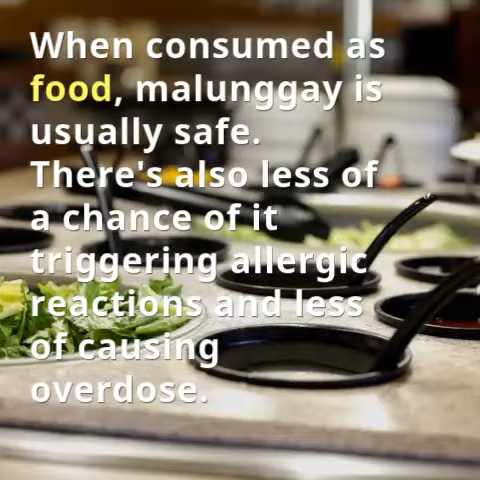 When consumed as
food, malunggay is
usually safe.
There's also less of
a chance of it
triggering allergic
reactions and less
of causing
overdose.